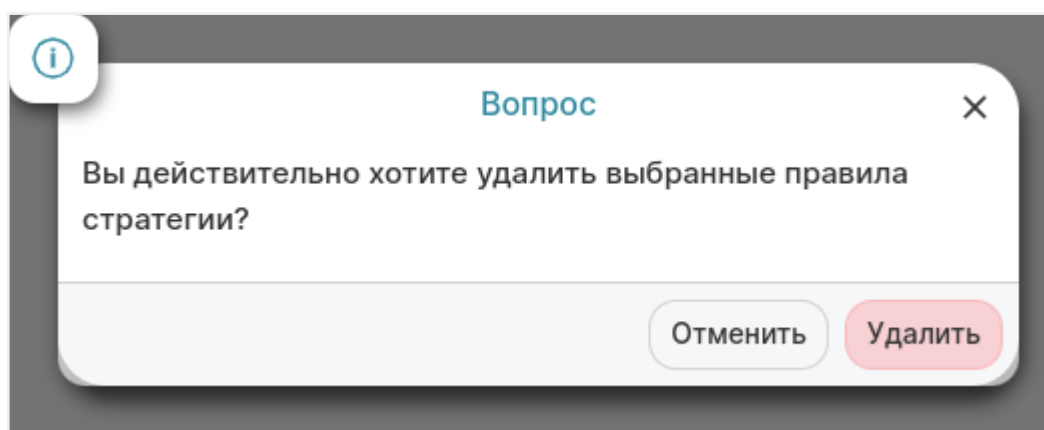 Вопрос
Вы действительно хотите удалить выбранные правила
стратегии?
Отменить Удалить